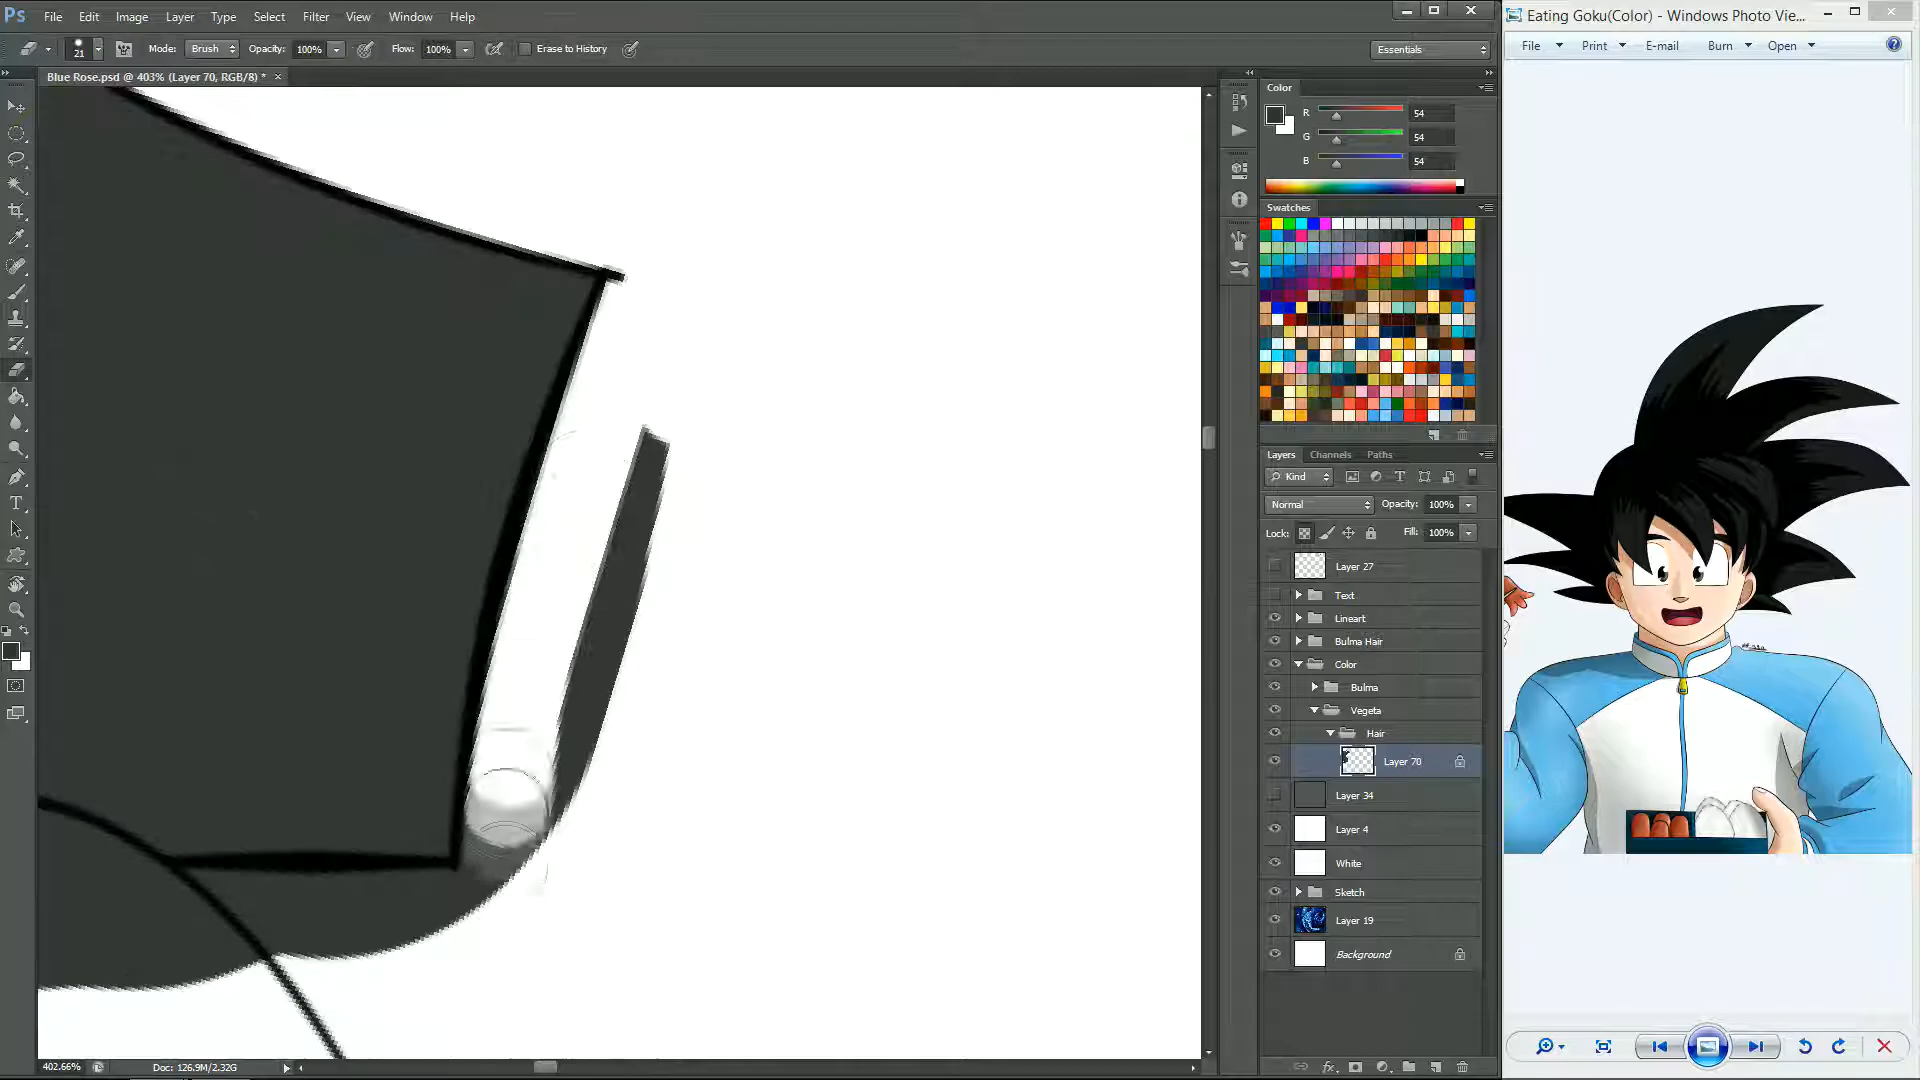 Ps File Edit Image Layer Type Select Filter View Window Help
21 Mode: Brush Opacity: 100% Flow: 100% Erase to History Essentials
Blue Rose.psd @ 403% (Layer 70, RGB/8) * ×
Color
R 54
G 54
B 54
Swatches
Layers Channels Paths
Kind
Normal Opacity: 100%
Lock: Fill: 100%
Layer 27
Text
Lineart
Bulma Hair
Color
Bulma
Vegeta
Hair
Layer 70
Layer 34
Layer 4
White
Sketch
Layer 19
Background
402.66% Doc: 126.9M/2.32G
Eating Goku(Color) - Windows Photo Vie...
File Print E-mail Burn Open